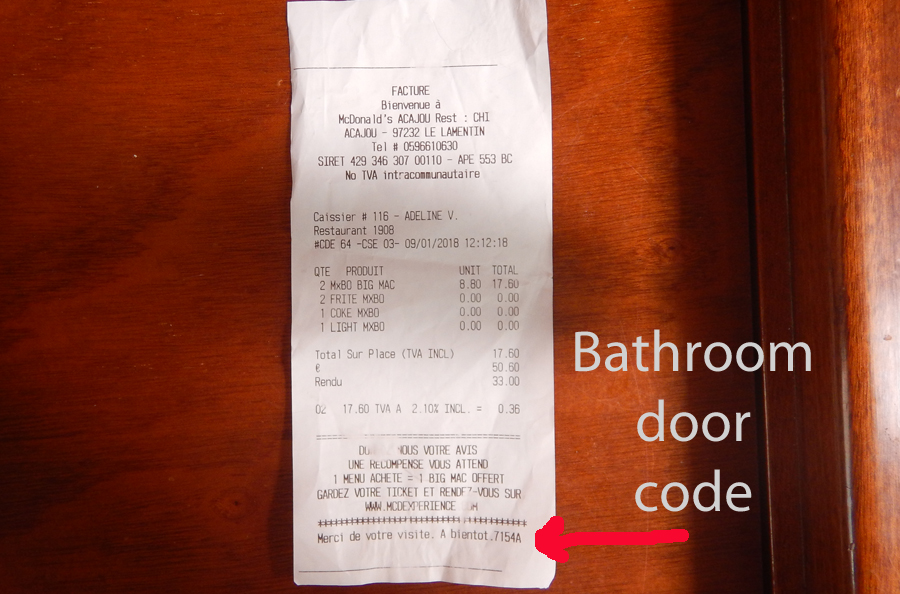 FACTURE
Bienvenue à
McDonald's ACAJOU Rest : CHI
ACAJOU - 97232 LE LAMENTIN
Tel # 0596610630
SIRET 429 346 307 00110 - APE 553 BC
No TVA intracommunautaire
Caissier # 116 - ADELINE V.
Restaurant 1908
#CDE 64 -CSE 03- 09/01/2018 12:12:18
QTE PRODUIT UNIT TOTAL
2 MxBO BIG MAC 8.80 17.60
2 FRITE MXBO 0.00 0.00
1 COKE MXBO 0.00 0.00
1 LIGHT MXBO 0.00 0.00
Total Sur Place (TVA INCL) 17.60
€ 50.60
Rendu 33.00
02 17.60 TVA A 2.10% INCL. = 0.36
VOTRE AVIS
UNE RECOMPENSE VOUS ATTEND
1 MENU ACHETE = 1 BIG MAC OFFERT
GARDEZ VOTRE TICKET ET RENDEZ-VOUS SUR
Merci de votre visite. A bientot.7154A
Bathroom
door
code